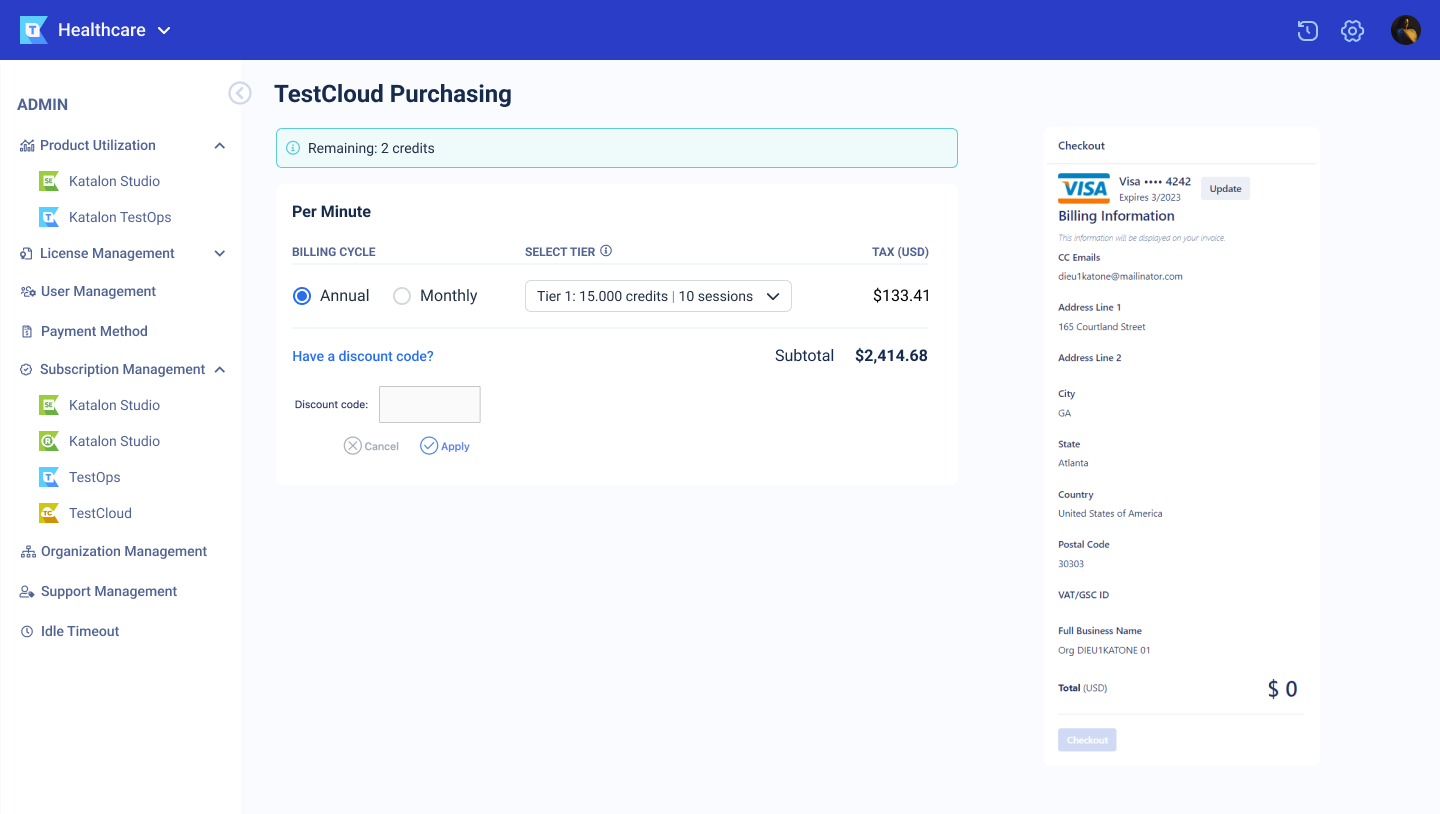 Healthcare
ADMIN
Product Utilization
Katalon Studio
Katalon TestOps
License Management
User Management
Payment Method
Subscription Management
Katalon Studio
Katalon Studio
TestOps
TestCloud
Organization Management
Support Management
Idle Timeout
TestCloud Purchasing
Remaining: 2 credits
Per Minute
BILLING CYCLE SELECT TIER TAX (USD)
Annual Monthly Tier 1: 15.000 credits | 10 sessions $133.41
Have a discount code? Subtotal $2,414.68
Discount code:
Cancel Apply
Checkout
VISA Visa •••• 4242 Update
Expires 3/2023
Billing Information
This information will be displayed on your invoice.
CC Emails
dieu1katone@mailinator.com
Address Line 1
165 Courtland Street
Address Line 2
City
GA
State
Atlanta
Country
United States of America
Postal Code
30303
VAT/GSC ID
Full Business Name
Org DIEU1KATONE 01
Total (USD) $ 0
Checkout